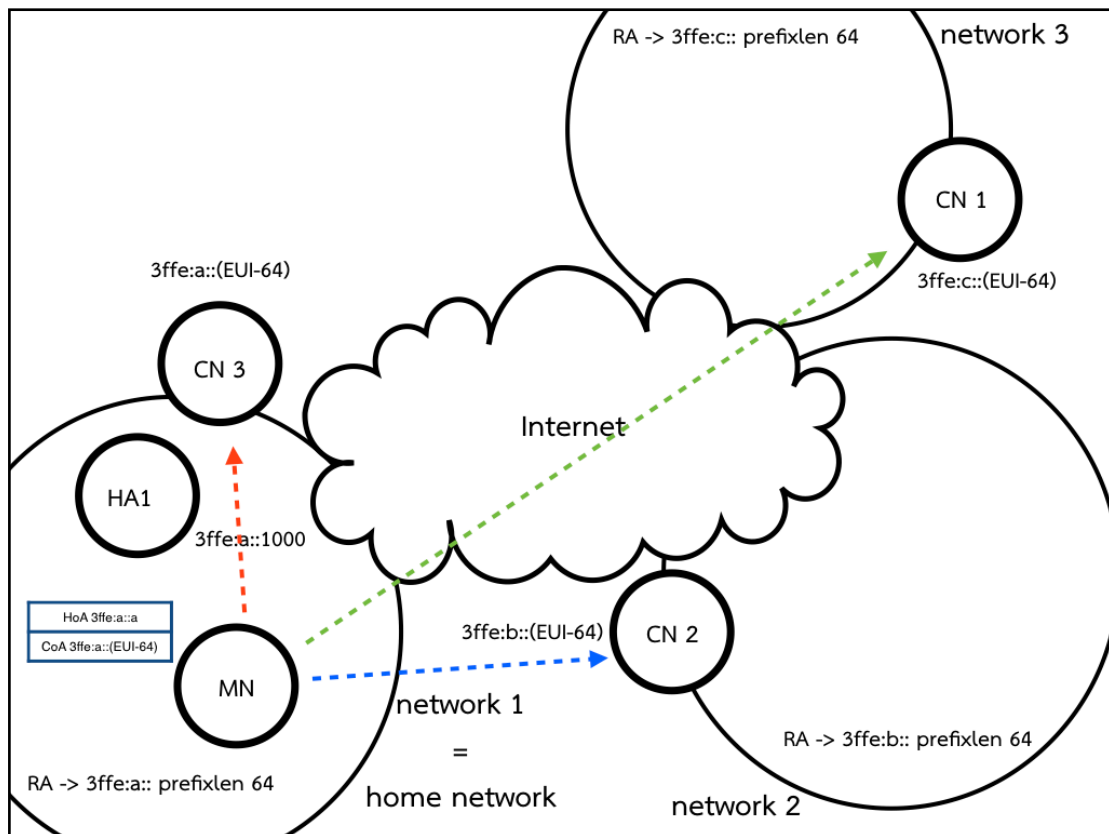 RA -> 3ffe:c:: prefixlen 64
network 3
CN 1
3ffe:c::(EUI-64)
3ffe:a::(EUI-64)
CN 3
Internet
HA1
3ffe:a::1000
HoA 3ffe:a::a
CoA 3ffe:a::(EUI-64)
MN
3ffe:b::(EUI-64)
CN 2
network 1
=
home network
RA -> 3ffe:a:: prefixlen 64
RA -> 3ffe:b:: prefixlen 64
network 2